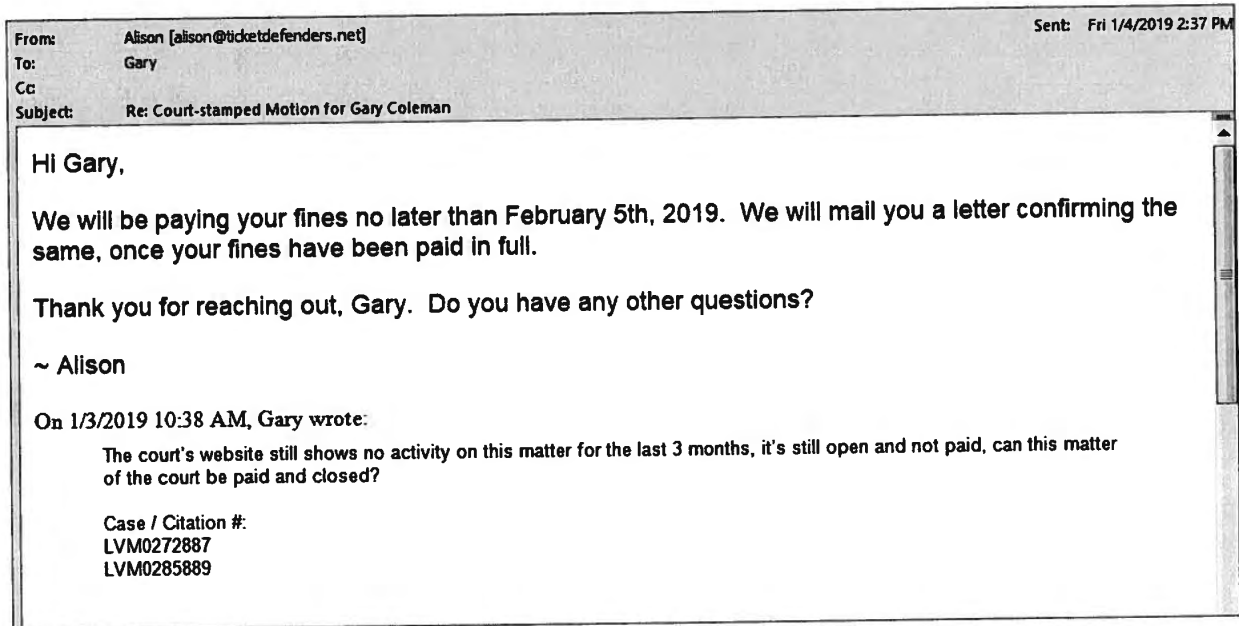 From: Alison [alison@ticketdefenders.net] Sent: Fri 1/4/2019 2:37 PM
To: Gary
Cc
Subject: Re: Court-stamped Motion for Gary Coleman
Hi Gary,
We will be paying your fines no later than February 5th, 2019. We will mail you a letter confirming the
same, once your fines have been paid in full.
Thank you for reaching out, Gary. Do you have any other questions?
~ Alison
On 1/3/2019 10:38 AM, Gary wrote:
The court's website still shows no activity on this matter for the last 3 months, it's still open and not paid, can this matter
of the court be paid and closed?
Case / Citation #:
LVM0272887
LVM0285889